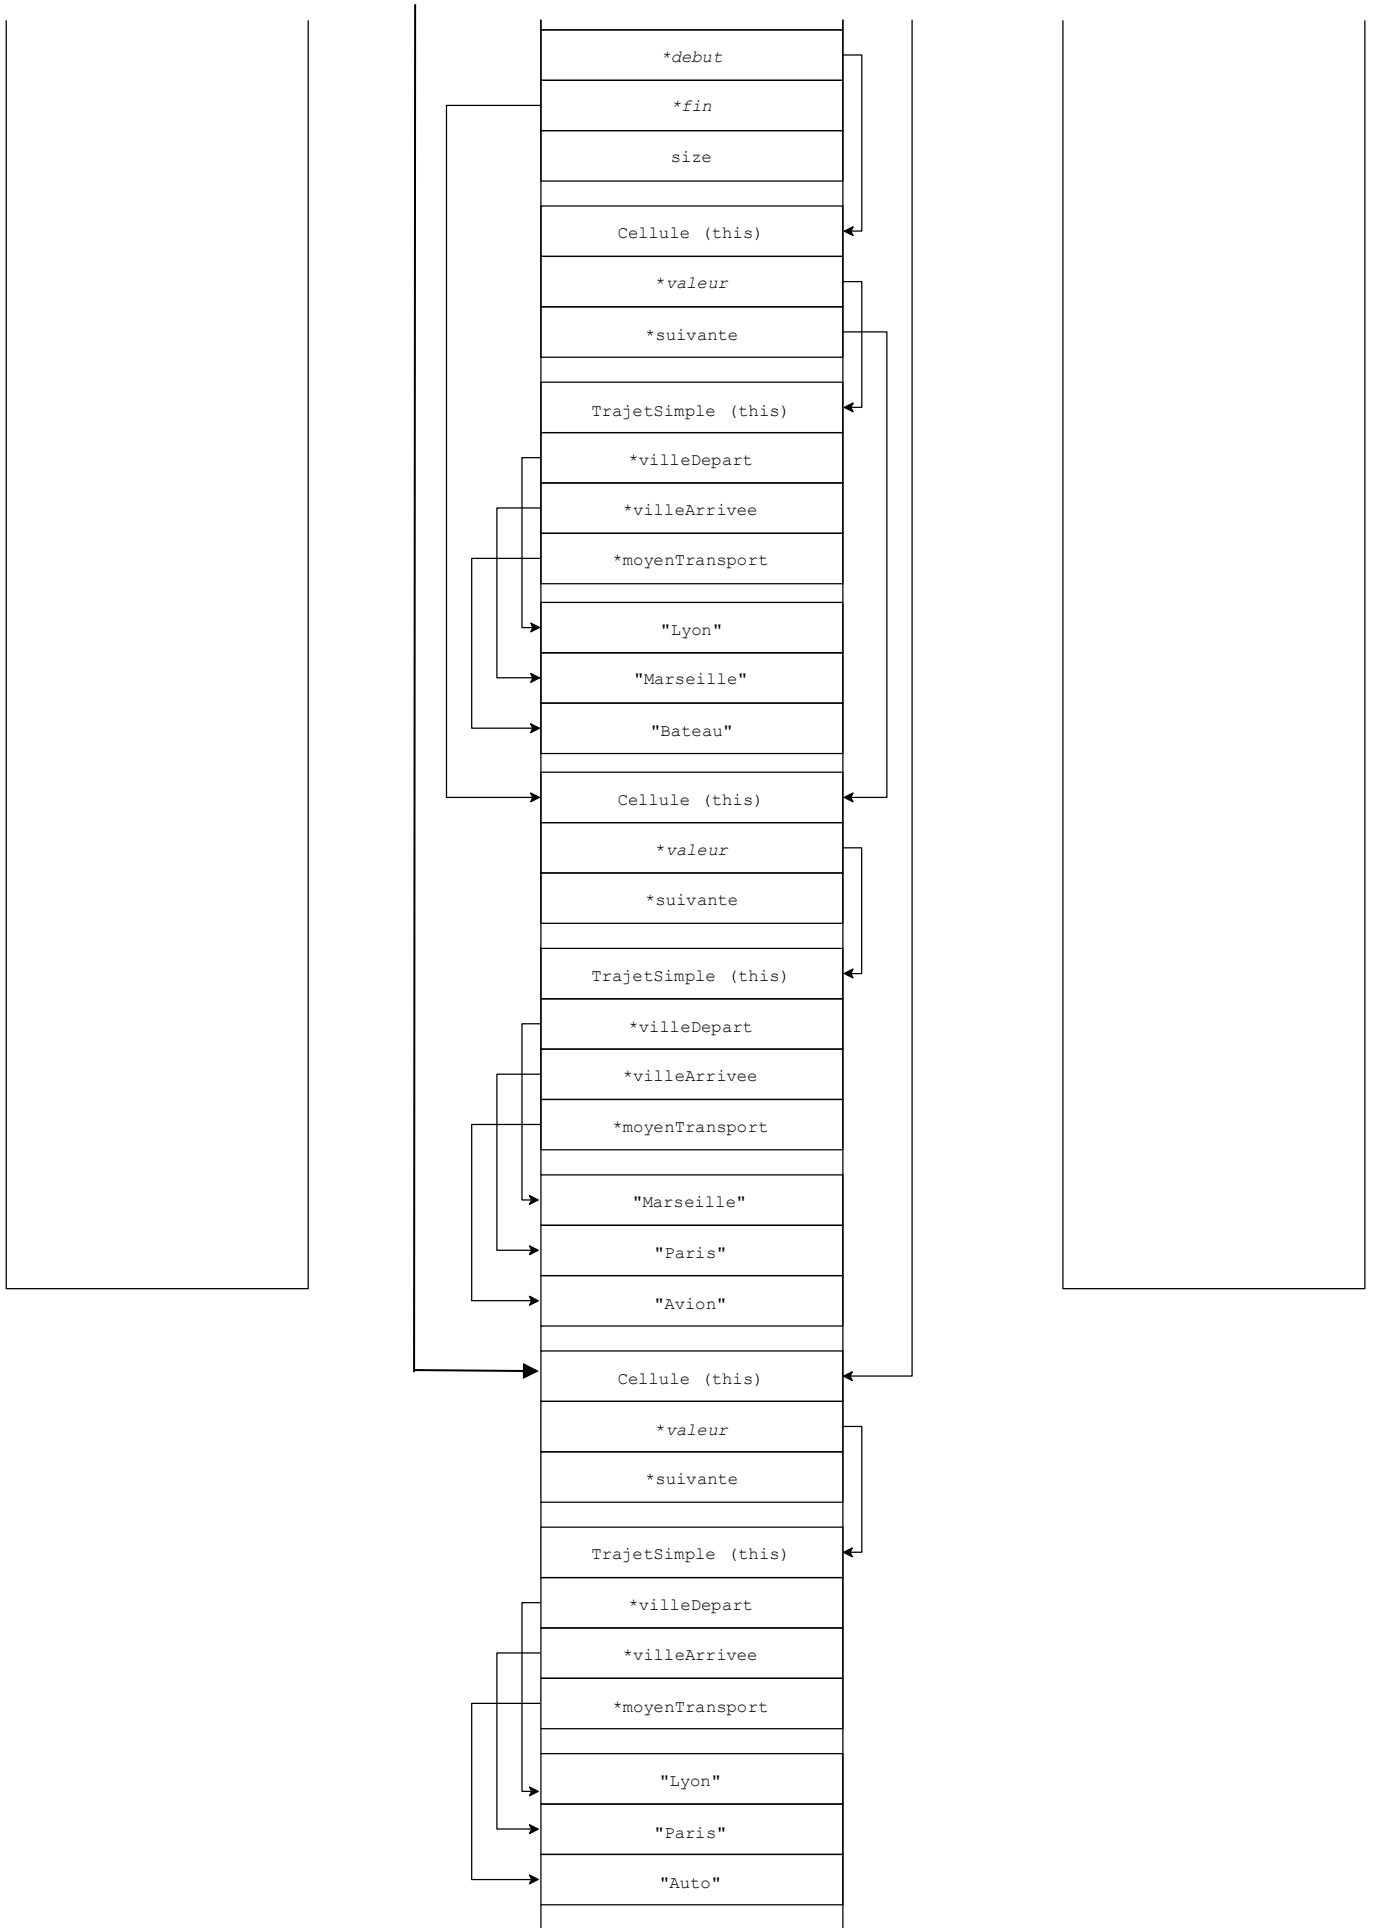 *debut
*fin
size
Cellule (this)
*valeur
*suivante
TrajetSimple (this)
*villeDepart
*villeArrivee
*moyenTransport
"Lyon"
"Marseille"
"Bateau"
Cellule (this)
*valeur
*suivante
TrajetSimple (this)
*villeDepart
*villeArrivee
*moyenTransport
"Marseille"
"Paris"
"Avion"
Cellule (this)
*valeur
*suivante
TrajetSimple (this)
*villeDepart
*villeArrivee
*moyenTransport
"Lyon"
"Paris"
"Auto"